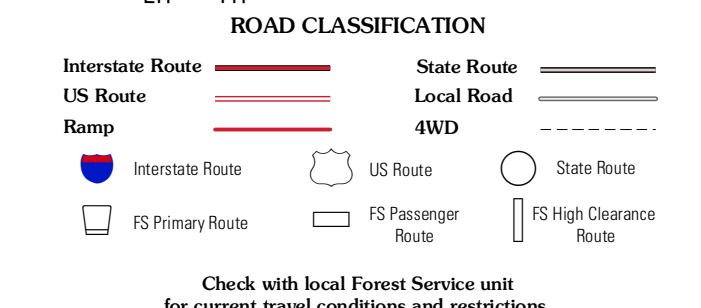 ROAD CLASSIFICATION
Interstate Route
State Route
US Route
Local Road
Ramp
4WD
Interstate Route
US Route
State Route
FS Primary Route
FS Passenger
Route
FS High Clearance
Route
Check with local Forest Service unit
for current travel conditions and restrictions